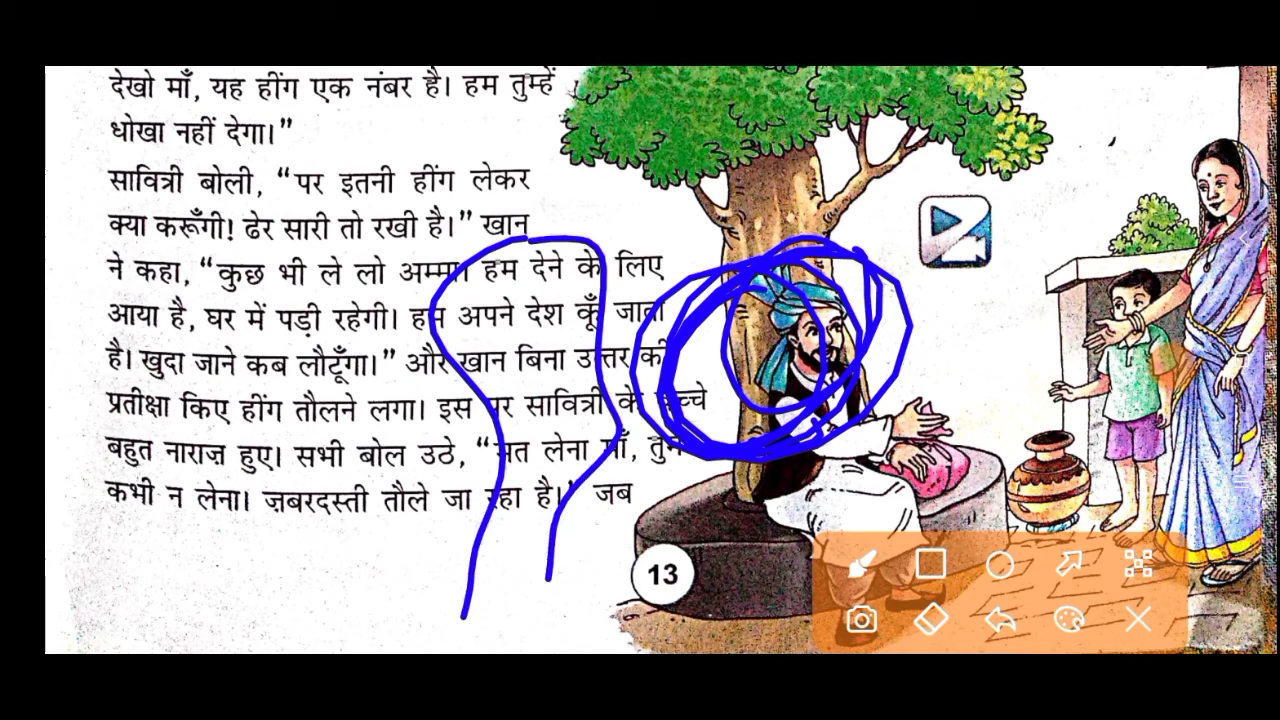 देखो माँ, यह हींग एक नंबर है। हम तुम्हें
धोखा नहीं देगा।”
सावित्री बोली, “पर इतनी हींग लेकर
क्या करूँगी! ढेर सारी तो रखी है।” खान
ने कहा, “कुछ भी ले लो अम्मा। हम देने के लिए
आया है, घर में पड़ी रहेगी। हम अपने देश कूँ जाता
है। खुदा जाने कब लौटूँगा।” और खान बिना उत्तर की
प्रतीक्षा किए हींग तौलने लगा। इस पर सावित्री के बच्चे
बहुत नाराज़ हुए। सभी बोल उठे, “मत लेना माँ, तुम
कभी न लेना। ज़बरदस्ती तौले जा रहा है।” जब
13